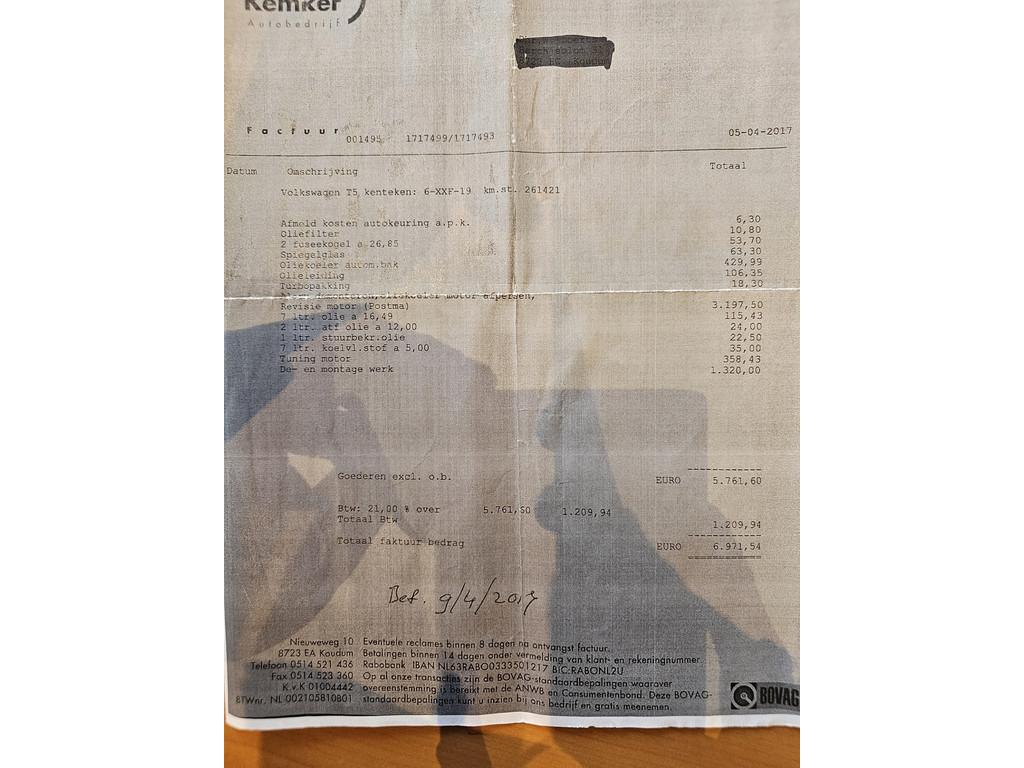 Kemker
Autobedrijf
Factuur 001495 1717499/1717493 05-04-2017
Datum Omschrijving Totaal
Volkswagen T5 kenteken: 6-XXF-19 km.st. 261421
Afmeld kosten autokeuring a.p.k. 6,30
Oliefilter 10,80
2 fuseekogel a 26,85 53,70
Spiegelglas 63,30
Oliekoeler autom.bak 429,99
Olieleiding 106,35
Turbopakking 18,30
demonteren,oliekoeler motor afpersen,
Revisie motor (Postma) 3.197,50
7 ltr. olie a 16,49 115,43
2 ltr. atf olie a 12,00 24,00
1 ltr. stuurbekr.olie 22,50
7 ltr. koelvl.stof a 5,00 35,00
Tuning motor 358,43
De- en montage werk 1.320,00
Goederen excl. o.b. EURO 5.761,60
Btw: 21,00 % over 5.761,60 1.209,94
Totaal Btw 1.209,94
Totaal faktuur bedrag EURO 6.971,54
Bet. 9/4/2017
Nieuweweg 10 Eventuele reclames binnen 8 dagen na ontvangst factuur.
8723 EA Koudum Betalingen binnen 14 dagen onder vermelding van klant- en rekeningnummer.
Telefoon 0514 521 436 Rabobank IBAN NL63RABO0333501217 BIC:RABONL2U
Fax 0514 523 360 Op al onze transacties zijn de BOVAG-standaardbepalingen waarover
K.v.K 01004442 overeenstemming is bereikt met de ANWB en Consumentenbond. Deze BOVAG-
BTWnr. NL 002105810B01 standaardbepalingen kunt u inzien bij ons bedrijf en gratis meenemen.
BOVAG